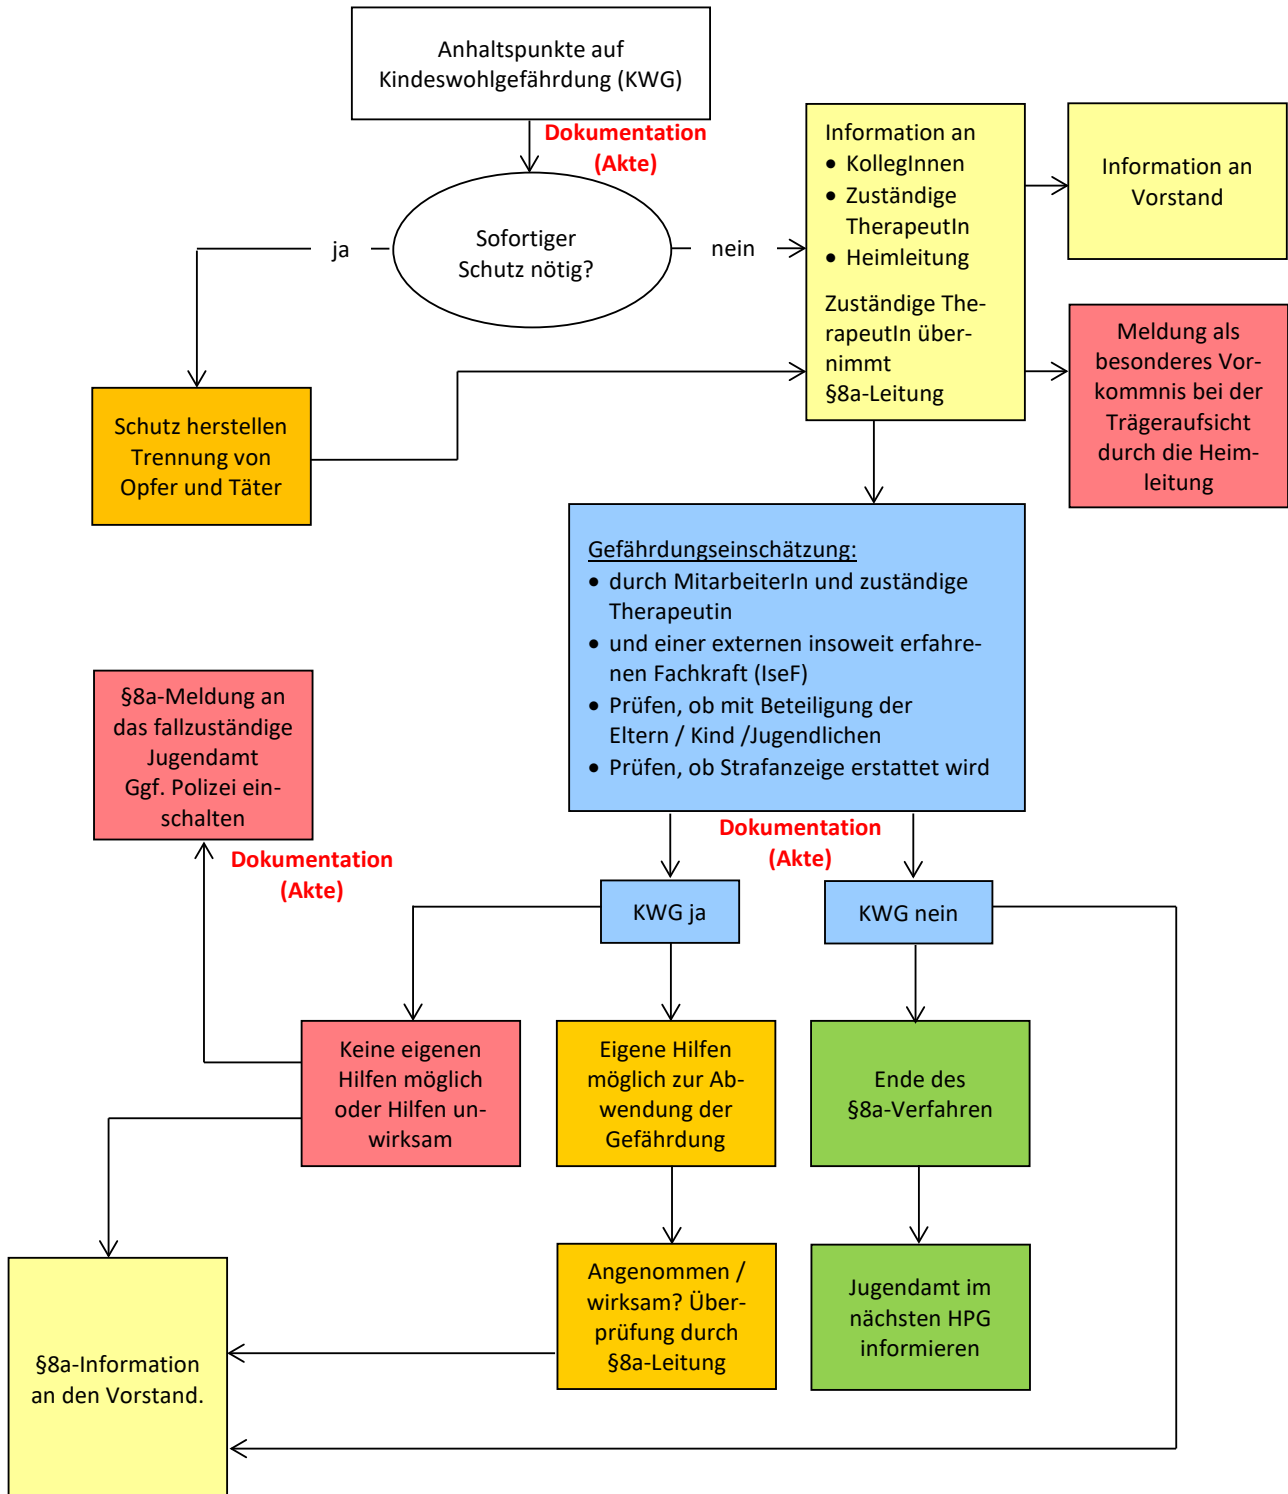 Anhaltspunkte auf
Kindeswohlgefährdung (KWG)
Dokumentation
(Akte)
Sofortiger
Schutz nötig?
ja
nein
Information an
• KollegInnen
• Zuständige
TherapeutIn
• Heimleitung
Zuständige The-
rapeutIn über-
nimmt
§8a-Leitung
Information an
Vorstand
Meldung als
besonderes Vor-
kommnis bei der
Trägeraufsicht
durch die Heim-
leitung
Schutz herstellen
Trennung von
Opfer und Täter
Gefährdungseinschätzung:
• durch MitarbeiterIn und zuständige
Therapeutin
• und einer externen insoweit erfahre-
nen Fachkraft (IseF)
• Prüfen, ob mit Beteiligung der
Eltern / Kind /Jugendlichen
• Prüfen, ob Strafanzeige erstattet wird
§8a-Meldung an
das fallzuständige
Jugendamt
Ggf. Polizei ein-
schalten
Dokumentation
(Akte)
Dokumentation
(Akte)
KWG ja
KWG nein
Keine eigenen
Hilfen möglich
oder Hilfen un-
wirksam
Eigene Hilfen
möglich zur Ab-
wendung der
Gefährdung
Ende des
§8a-Verfahren
Angenommen /
wirksam? Über-
prüfung durch
§8a-Leitung
Jugendamt im
nächsten HPG
informieren
§8a-Information
an den Vorstand.